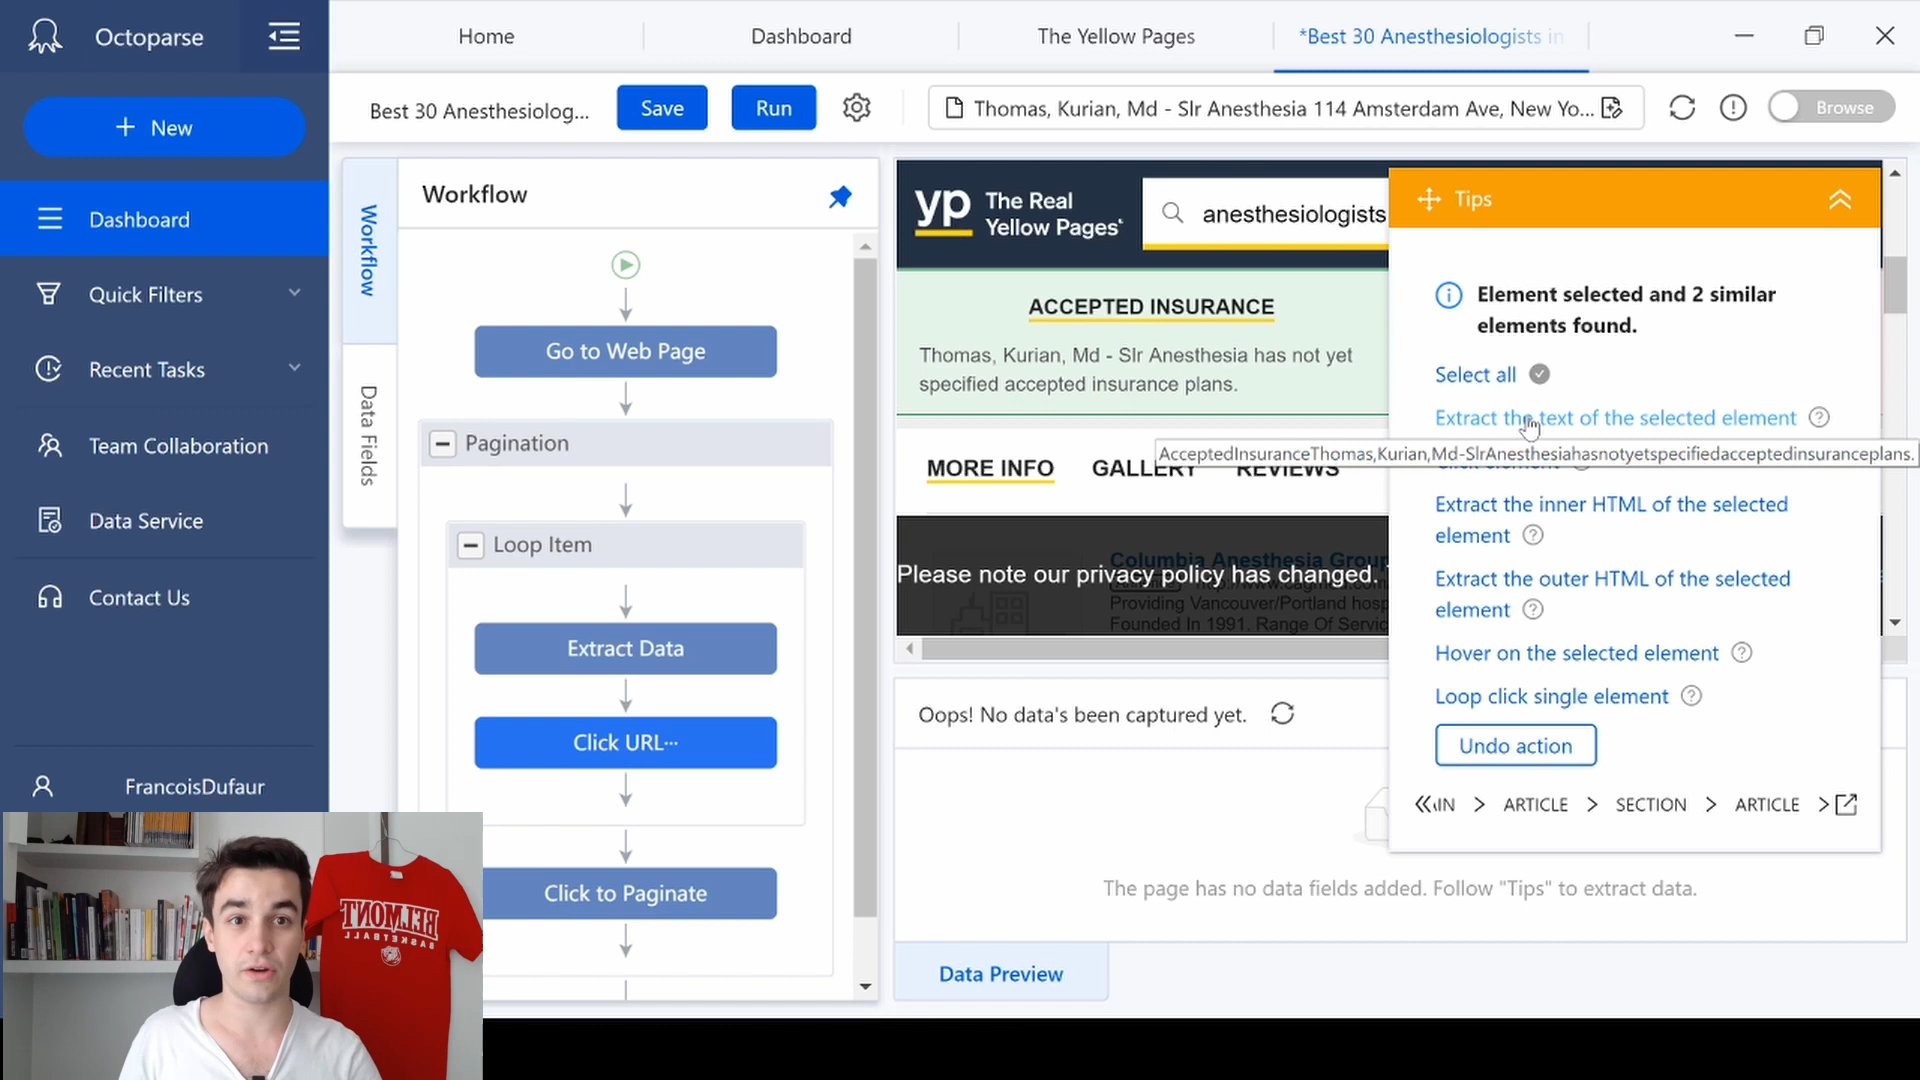 Octoparse
Home
Dashboard
The Yellow Pages
*Best 30 Anesthesiologists in
New
Best 30 Anesthesiolog...
Save
Run
Thomas, Kurian, Md - Slr Anesthesia 114 Amsterdam Ave, New Yo...
Browse
Dashboard
Quick Filters
Recent Tasks
Team Collaboration
Data Service
Contact Us
FrancoisDufaur
Workflow
Data Fields
Workflow
Go to Web Page
Pagination
Loop Item
Extract Data
Click URL...
Click to Paginate
yp
The Real
Yellow Pages
anesthesiologists
ACCEPTED INSURANCE
Thomas, Kurian, Md - Slr Anesthesia has not yet
specified accepted insurance plans.
MORE INFO
GALLERY
REVIEWS
Columbia Anesthesia Group
Please note our privacy policy has changed.
Providing Vancouver/Portland hosp
Founded In 1991. Range Of Servic
Tips
Element selected and 2 similar
elements found.
Select all
Extract the text of the selected element
AcceptedInsuranceThomas,Kurian,Md-SlrAnesthesiahasnotyetspecifiedacceptedinsuranceplans.
Extract the inner HTML of the selected
element
Extract the outer HTML of the selected
element
Hover on the selected element
Loop click single element
Undo action
IN > ARTICLE > SECTION > ARTICLE >
Oops! No data's been captured yet.
The page has no data fields added. Follow "Tips" to extract data.
Data Preview
BELMONT
BASKETBALL